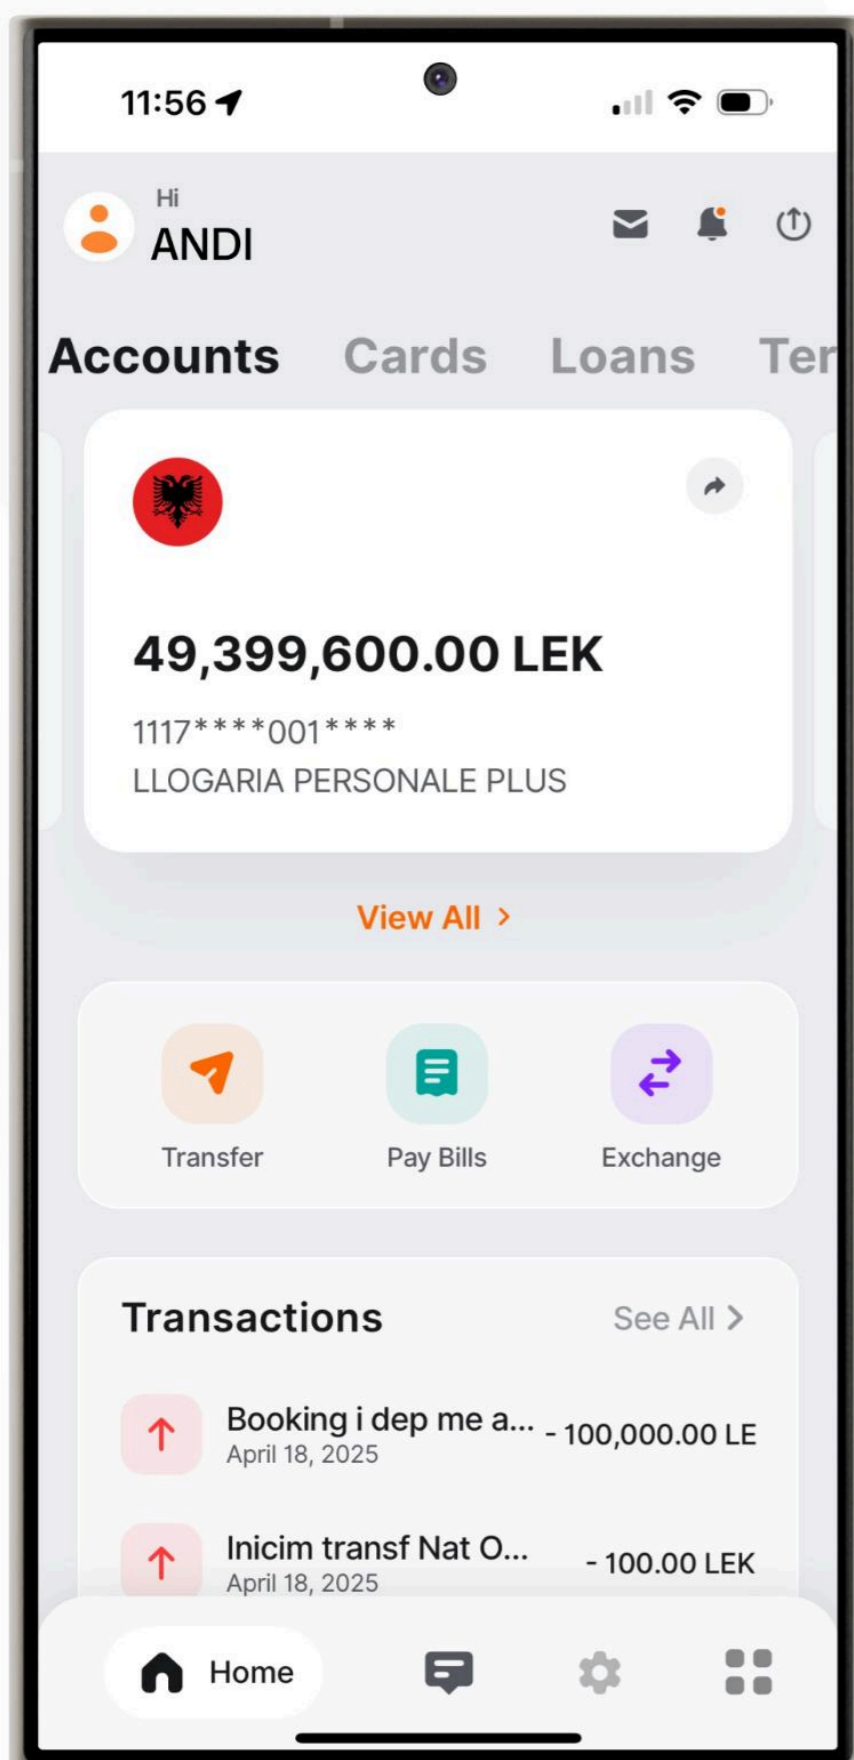 11:56
Hi
ANDI
Accounts Cards Loans Ter
49,399,600.00 LEK
1117****001****
LLOGARIA PERSONALE PLUS
View All >
Transfer Pay Bills Exchange
Transactions See All >
Booking i dep me a... - 100,000.00 LE
April 18, 2025
Inicim transf Nat O... - 100.00 LEK
April 18, 2025
Home